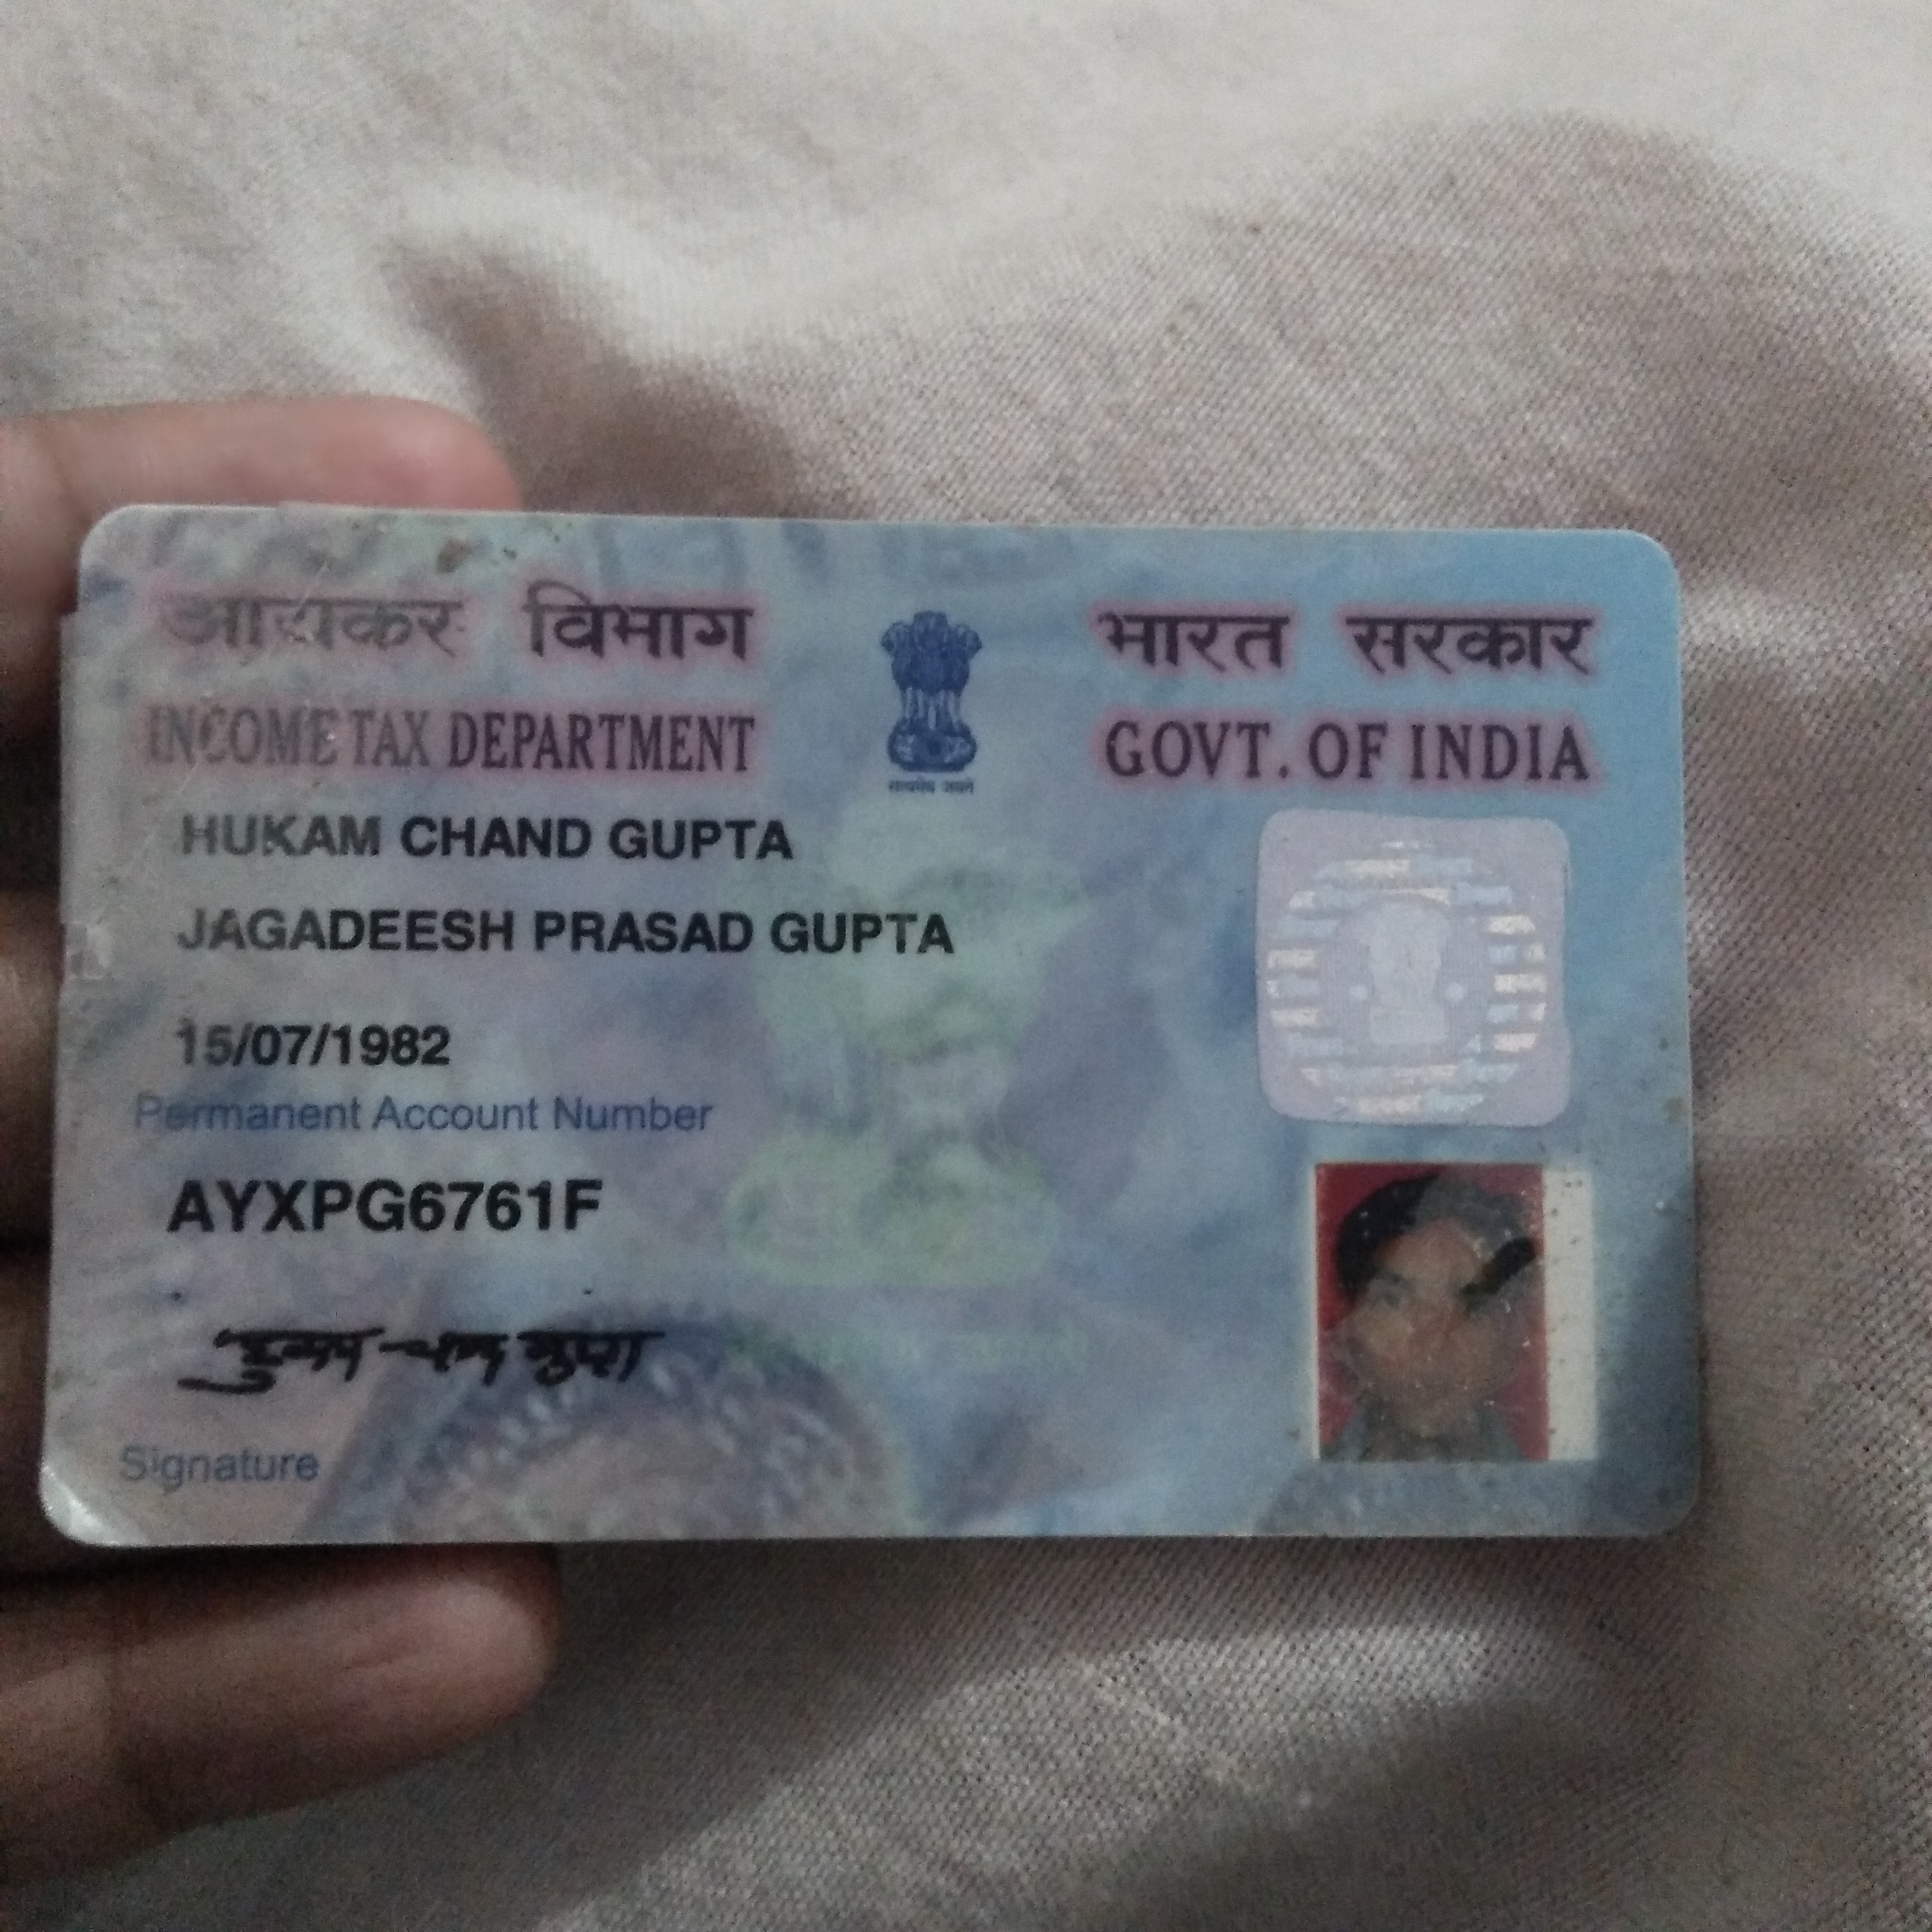 आयकर विभाग
INCOME TAX DEPARTMENT
भारत सरकार
GOVT. OF INDIA
सत्यमेव जयते
HUKAM CHAND GUPTA
JAGADEESH PRASAD GUPTA
15/07/1982
Permanent Account Number
AYXPG6761F
हुकम चन्द गुप्ता
Signature